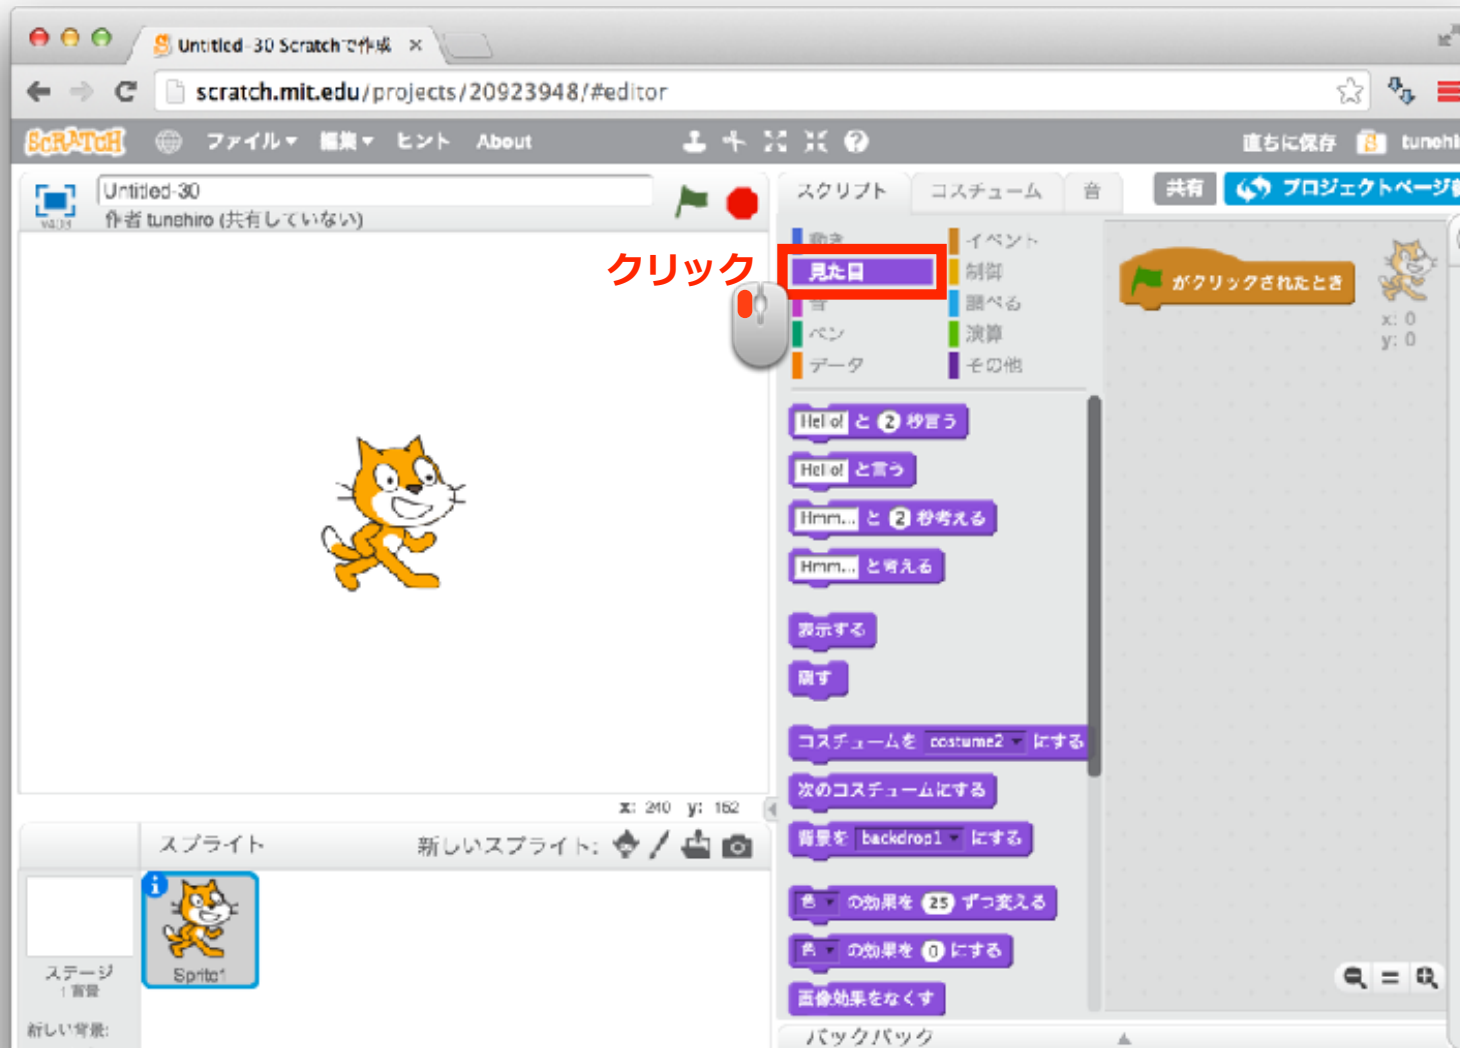 Untitled-30 Scratchで作成
scratch.mit.edu/projects/20923948/#editor
SCRATCH ファイル 編集 ヒント About 直ちに保存 tunehi
v403
Untitled-30
作者 tunehiro (共有していない)
スクリプト コスチューム 音 共有 プロジェクトページ
クリック
動き イベント
見た目 制御
音 調べる
ペン 演算
データ その他
がクリックされたとき
x: 0
y: 0
Hello! と 2 秒言う
Hello! と言う
Hmm... と 2 秒考える
Hmm... と考える
表示する
隠す
コスチュームを costume2 にする
次のコスチュームにする
背景を backdrop1 にする
色 の効果を 25 ずつ変える
色 の効果を 0 にする
画像効果をなくす
x: 240 y: 152
スプライト 新しいスプライト:
ステージ
1 背景
新しい背景:
Sprite1
バックパック